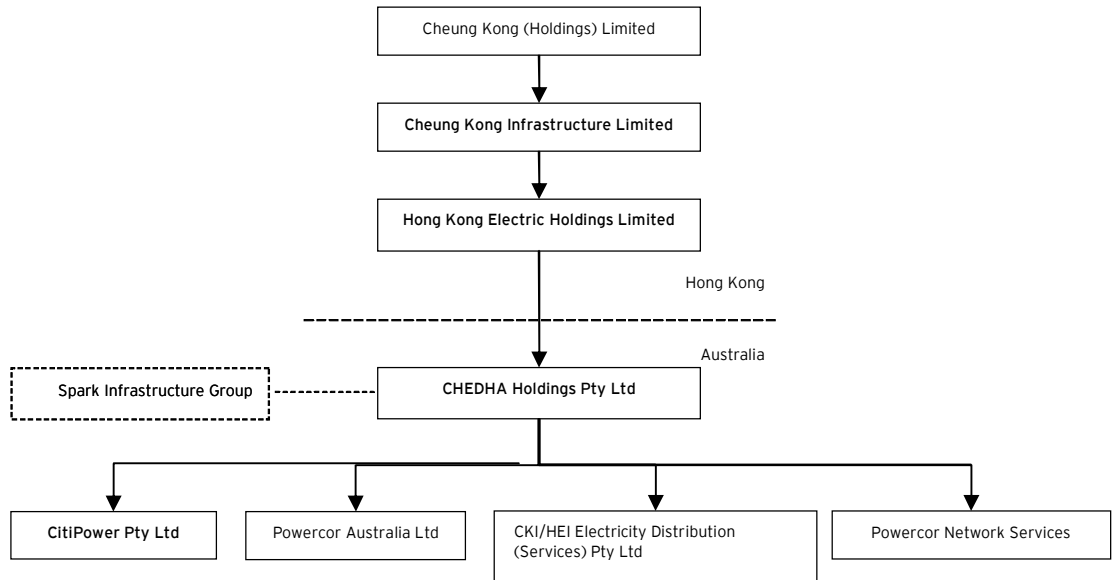 Cheung Kong (Holdings) Limited
Cheung Kong Infrastructure Limited
Hong Kong Electric Holdings Limited
Hong Kong
Australia
Spark Infrastructure Group
CHEDHA Holdings Pty Ltd
CitiPower Pty Ltd
Powercor Australia Ltd
CKI/HEI Electricity Distribution
(Services) Pty Ltd
Powercor Network Services